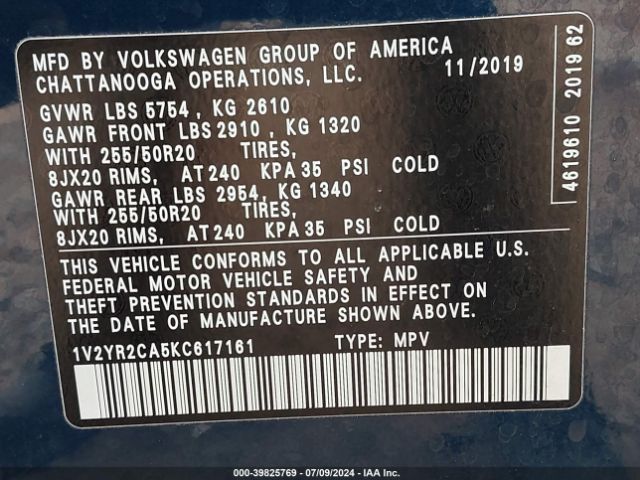 MFD BY VOLKSWAGEN GROUP OF AMERICA
CHATTANOOGA OPERATIONS, LLC. 11/2019
GVWR LBS 5754 , KG 2610
GAWR FRONT LBS 2910 , KG 1320
WITH 255/50R20 TIRES,
8JX20 RIMS, AT 240 KPA 35 PSI COLD
GAWR REAR LBS 2954, KG 1340
WITH 255/50R20 TIRES,
8JX20 RIMS, AT 240 KPA 35 PSI COLD
THIS VEHICLE CONFORMS TO ALL APPLICABLE U.S.
FEDERAL MOTOR VEHICLE SAFETY AND
THEFT PREVENTION STANDARDS IN EFFECT ON
THE DATE OF MANUFACTURE SHOWN ABOVE.
1V2YR2CA5KC617161 TYPE: MPV
4619610 2019 62
000-39825769 - 07/09/2024 - IAAI.CA